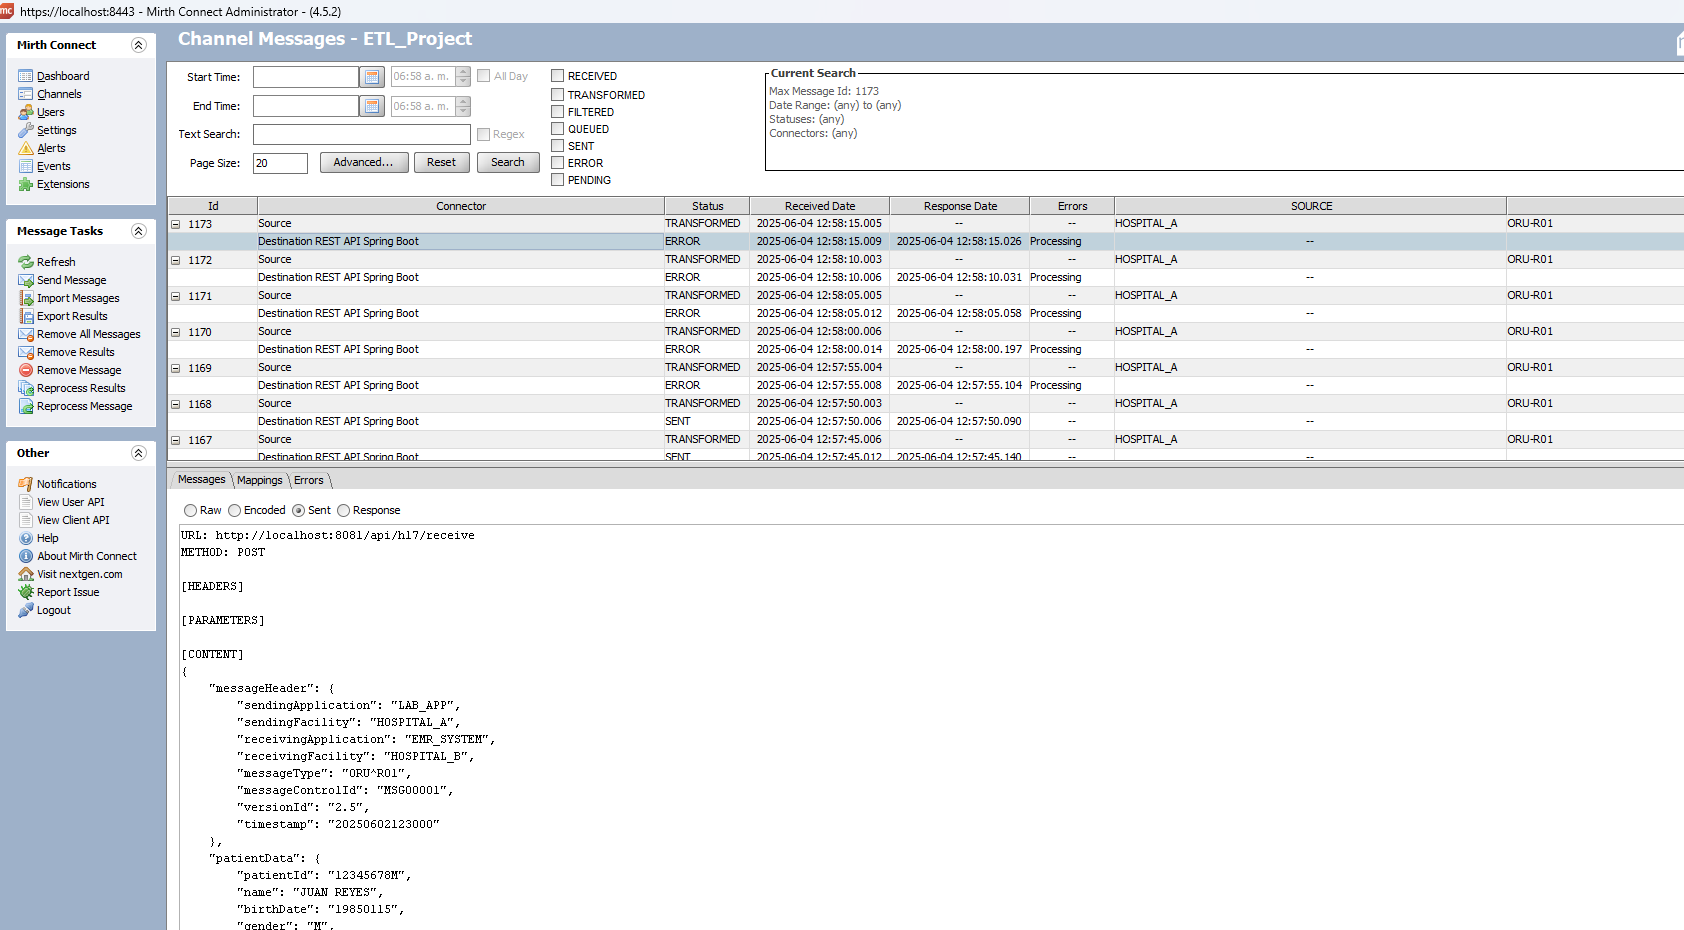 mc https://localhost:8443 - Mirth Connect Administrator - (4.5.2)
Mirth Connect
Dashboard
Channels
Users
Settings
Alerts
Events
Extensions
Message Tasks
Refresh
Send Message
Import Messages
Export Results
Remove All Messages
Remove Results
Remove Message
Reprocess Results
Reprocess Message
Other
Notifications
View User API
View Client API
Help
About Mirth Connect
Visit nextgen.com
Report Issue
Logout
Channel Messages - ETL_Project
Start Time: 06:58 a. m. All Day
End Time: 06:58 a. m.
Text Search: Regex
Page Size: 20 Advanced... Reset Search
RECEIVED
TRANSFORMED
FILTERED
QUEUED
SENT
ERROR
PENDING
Current Search
Max Message Id: 1173
Date Range: (any) to (any)
Statuses: (any)
Connectors: (any)
Id Connector Status Received Date Response Date Errors SOURCE
1173 Source TRANSFORMED 2025-06-04 12:58:15.005 -- -- HOSPITAL_A ORU-R01
Destination REST API Spring Boot ERROR 2025-06-04 12:58:15.009 2025-06-04 12:58:15.026 Processing --
1172 Source TRANSFORMED 2025-06-04 12:58:10.003 -- -- HOSPITAL_A ORU-R01
Destination REST API Spring Boot ERROR 2025-06-04 12:58:10.006 2025-06-04 12:58:10.031 Processing --
1171 Source TRANSFORMED 2025-06-04 12:58:05.005 -- -- HOSPITAL_A ORU-R01
Destination REST API Spring Boot ERROR 2025-06-04 12:58:05.012 2025-06-04 12:58:05.058 Processing --
1170 Source TRANSFORMED 2025-06-04 12:58:00.006 -- -- HOSPITAL_A ORU-R01
Destination REST API Spring Boot ERROR 2025-06-04 12:58:00.014 2025-06-04 12:58:00.197 Processing --
1169 Source TRANSFORMED 2025-06-04 12:57:55.004 -- -- HOSPITAL_A ORU-R01
Destination REST API Spring Boot ERROR 2025-06-04 12:57:55.008 2025-06-04 12:57:55.104 Processing --
1168 Source TRANSFORMED 2025-06-04 12:57:50.003 -- -- HOSPITAL_A ORU-R01
Destination REST API Spring Boot SENT 2025-06-04 12:57:50.006 2025-06-04 12:57:50.090 -- --
1167 Source TRANSFORMED 2025-06-04 12:57:45.006 -- -- HOSPITAL_A ORU-R01
Destination REST API Spring Boot SENT 2025-06-04 12:57:45.012 2025-06-04 12:57:45.140 -- --
Messages Mappings Errors
Raw Encoded Sent Response
URL: http://localhost:8081/api/hl7/receive
METHOD: POST
[HEADERS]
[PARAMETERS]
[CONTENT]
{
"messageHeader": {
"sendingApplication": "LAB_APP",
"sendingFacility": "HOSPITAL_A",
"receivingApplication": "EMR_SYSTEM",
"receivingFacility": "HOSPITAL_B",
"messageType": "ORU^R01",
"messageControlId": "MSG00001",
"versionId": "2.5",
"timestamp": "20250602123000"
},
"patientData": {
"patientId": "12345678M",
"name": "JUAN REYES",
"birthDate": "19850115",
"gender": "M",